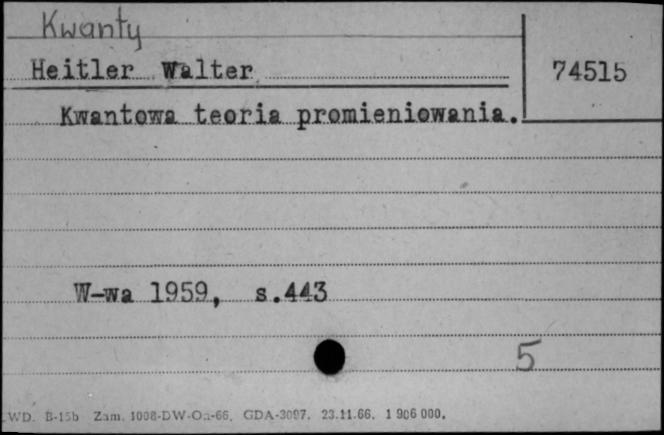 Kwanty
Heitler Walter
74515
Kwantowa teoria promieniowania.
W-wa 1959, s.443
5
WD. B-15b Zam. 1008-DW-Oa-66. GDA-3097. 23.11.66. 1 906 000.